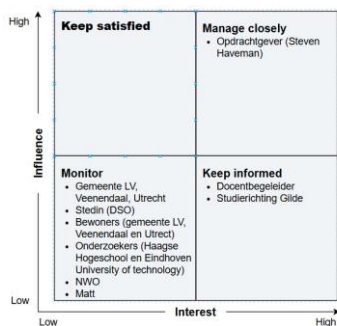 High
Keep satisfied
Manage closely
• Opdrachtgever (Steven
Haveman)
Influence
Monitor
• Gemeente LV,
Veenendaal, Utrecht
• Stedin (DSO)
• Bewoners (gemeente LV,
Veenendaal en Utrect)
• Onderzoekers (Haagse
Hogeschool en Eindhoven
University of technology)
• NWO
• Matt
Keep informed
• Docentbegeleider
• Studierichting Gilde
Low
Low
Interest
High